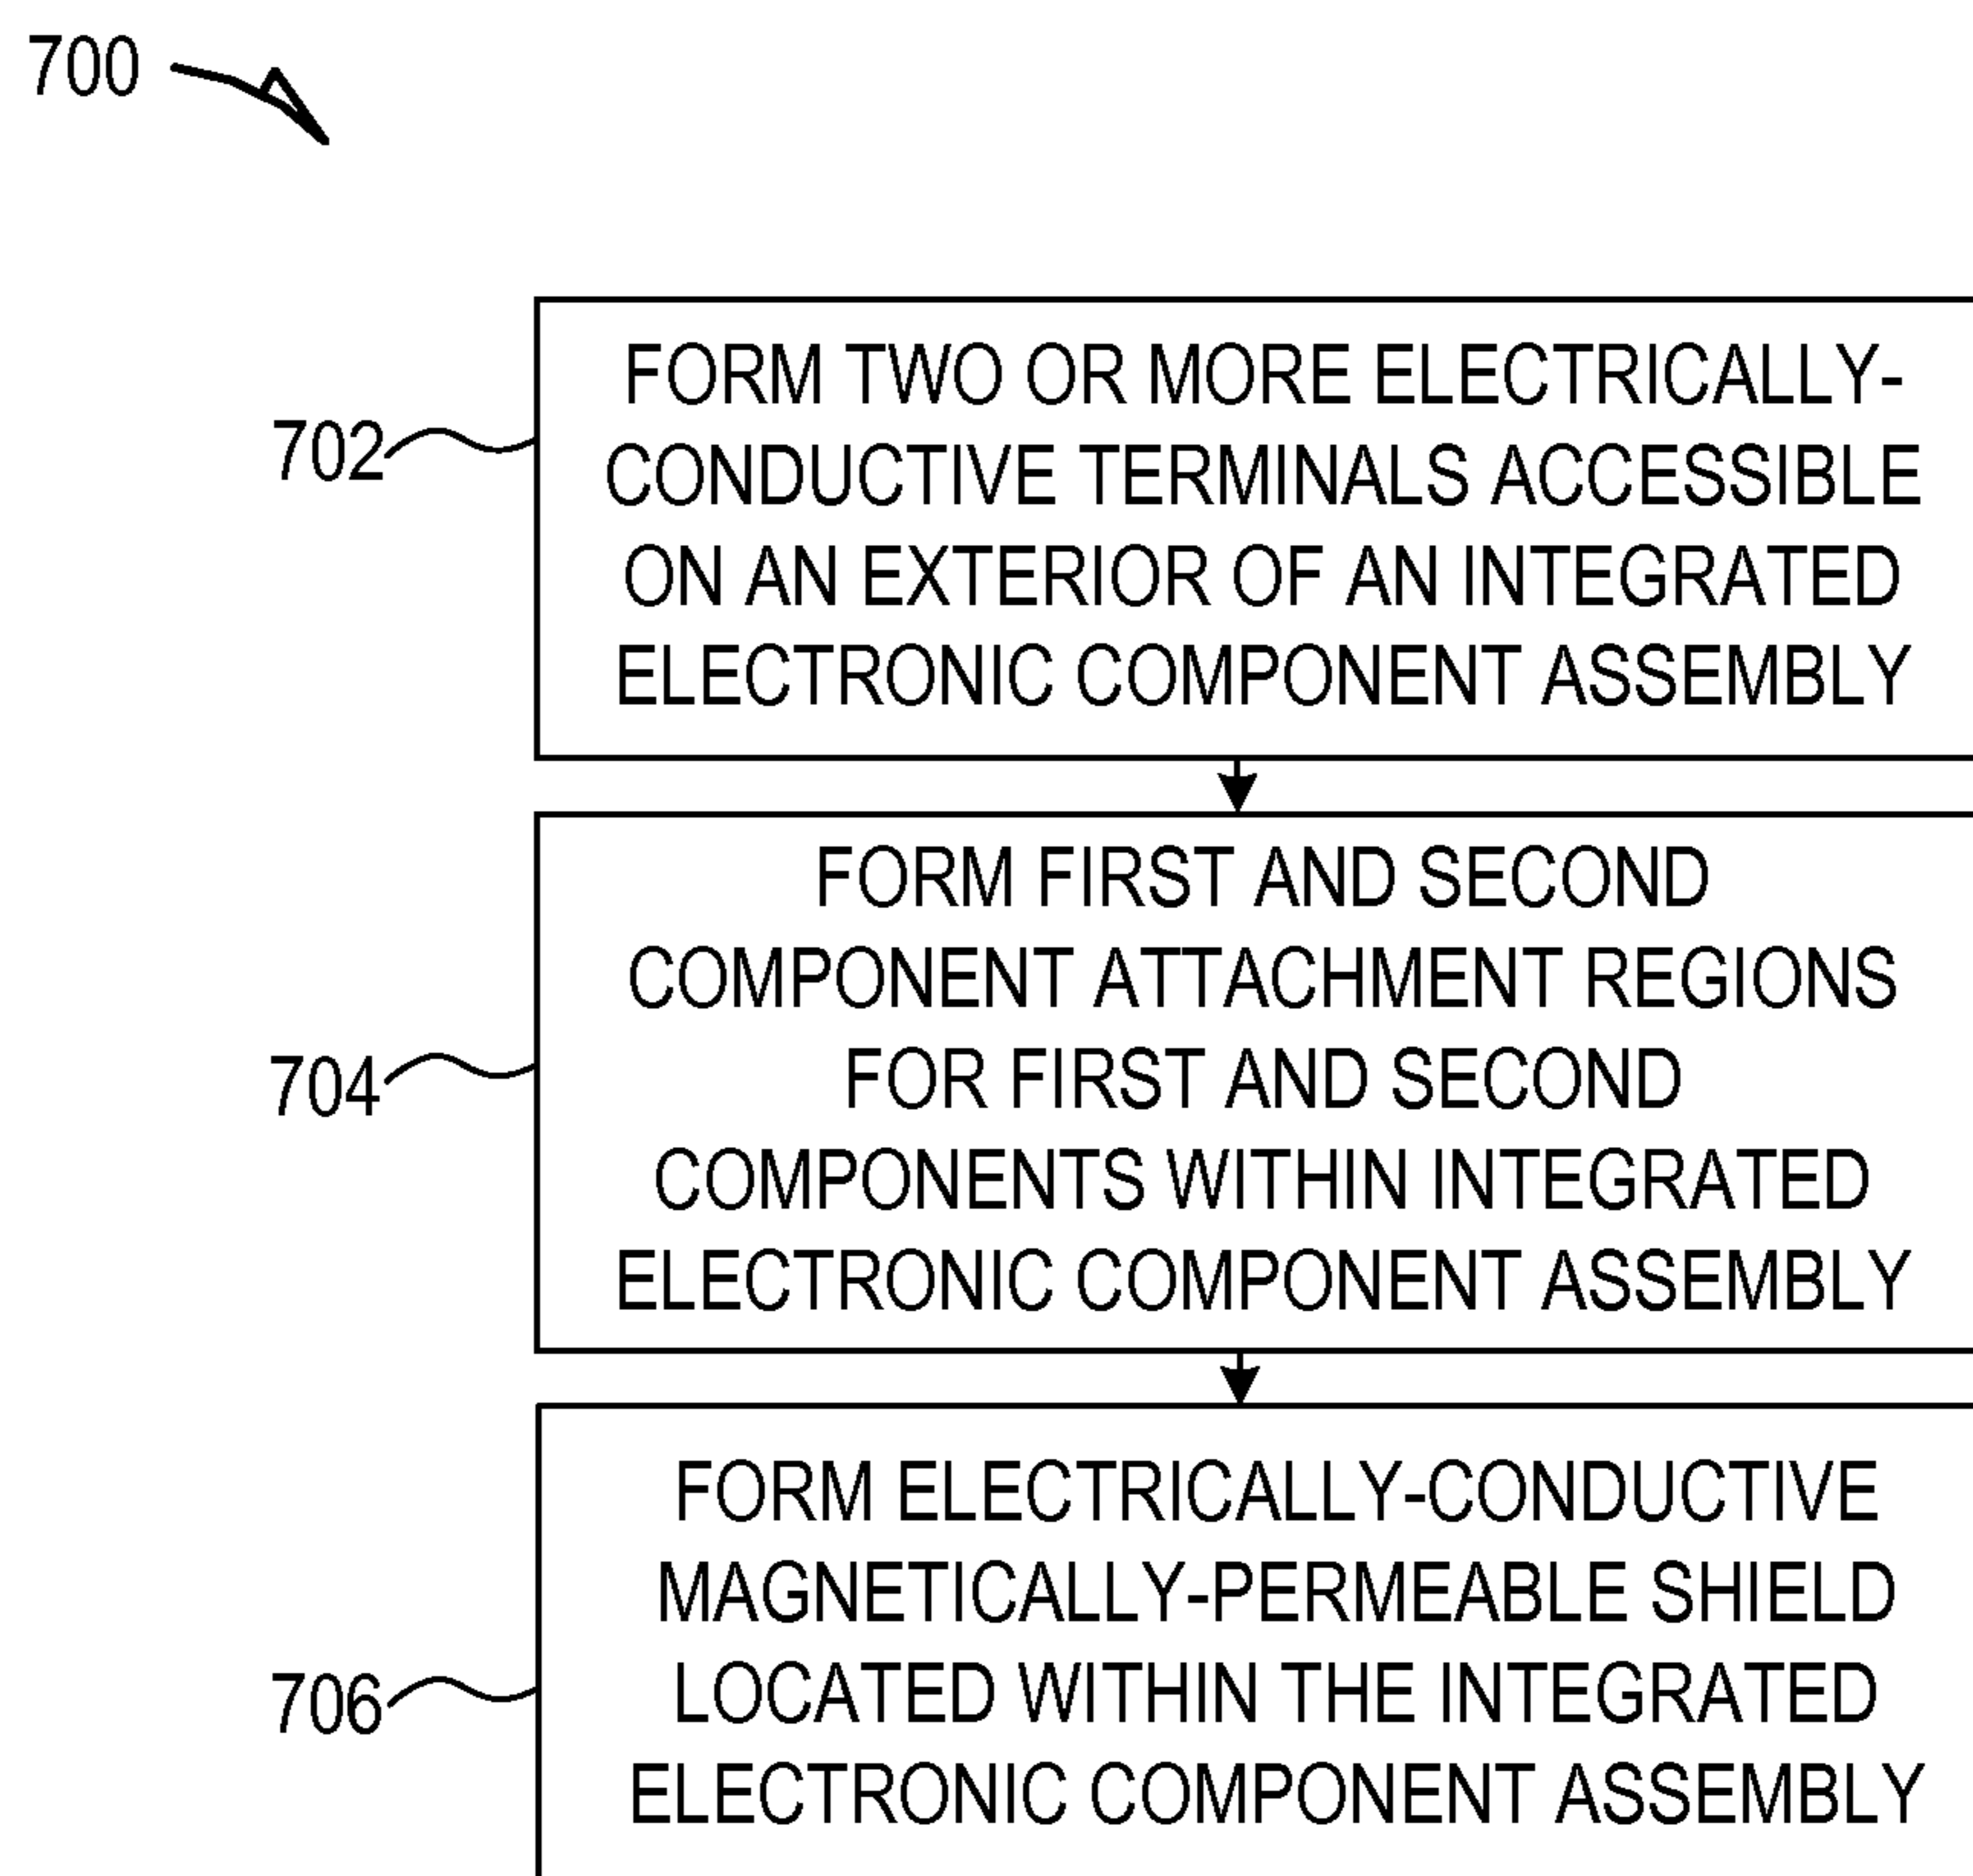 700
702
FORM TWO OR MORE ELECTRICALLY-
CONDUCTIVE TERMINALS ACCESSIBLE
ON AN EXTERIOR OF AN INTEGRATED
ELECTRONIC COMPONENT ASSEMBLY
704
FORM FIRST AND SECOND
COMPONENT ATTACHMENT REGIONS
FOR FIRST AND SECOND
COMPONENTS WITHIN INTEGRATED
ELECTRONIC COMPONENT ASSEMBLY
706
FORM ELECTRICALLY-CONDUCTIVE
MAGNETICALLY-PERMEABLE SHIELD
LOCATED WITHIN THE INTEGRATED
ELECTRONIC COMPONENT ASSEMBLY